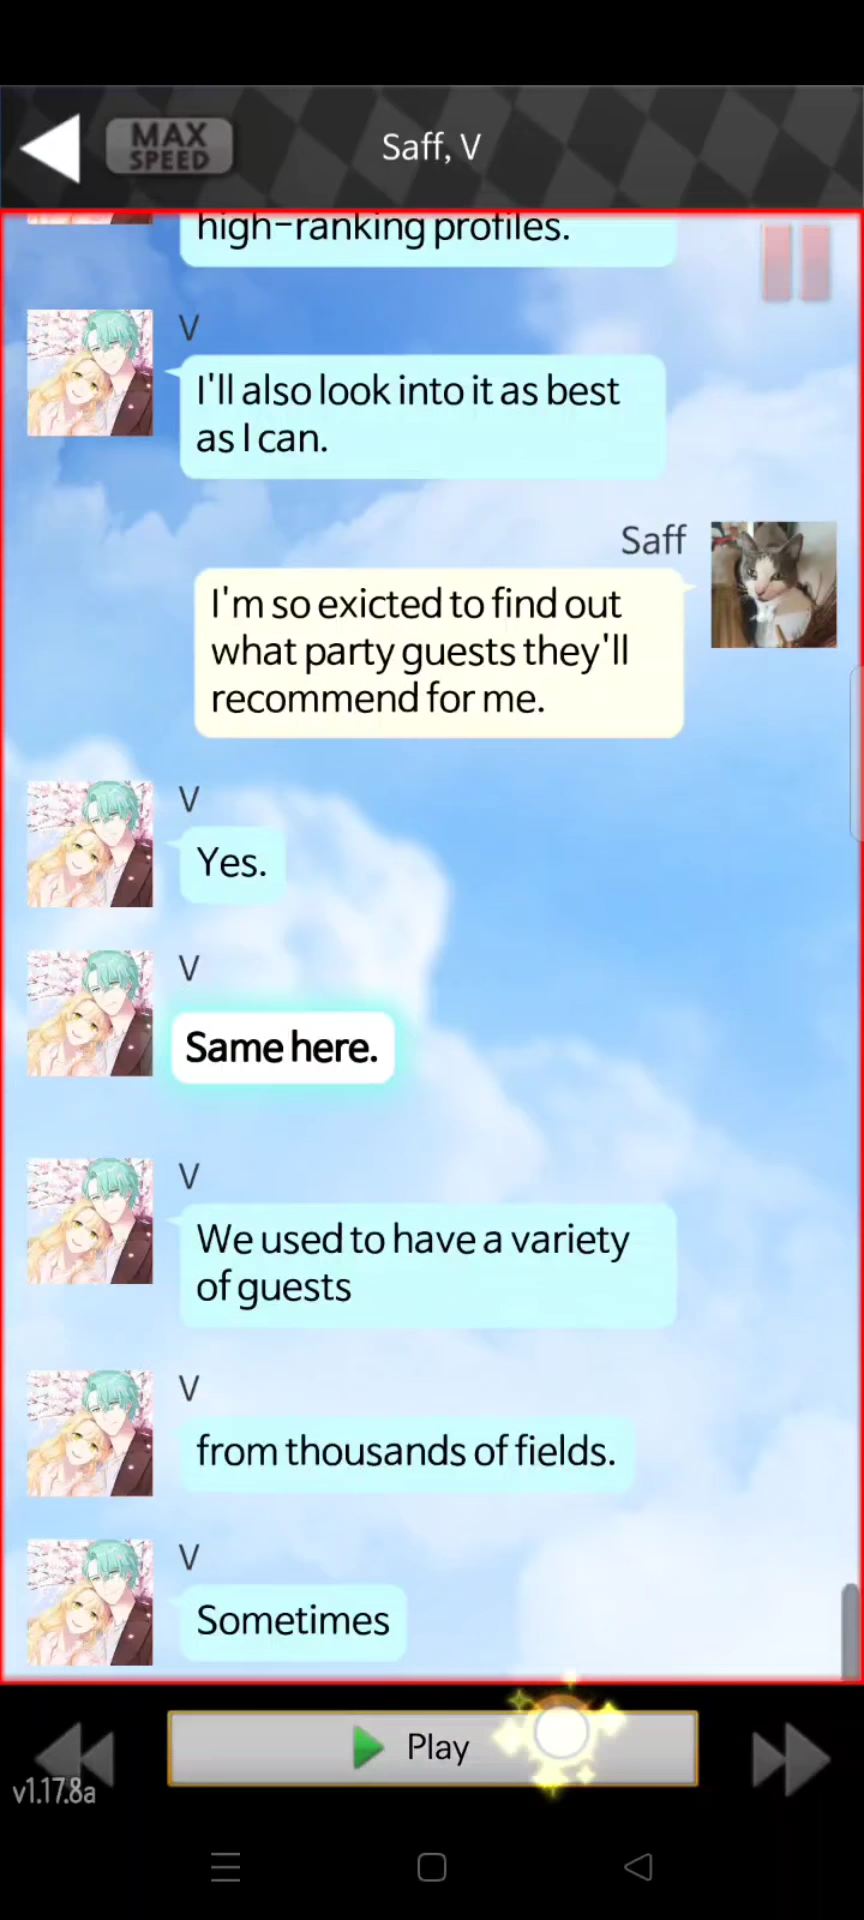 MAX
SPEED
Saff, V
high-ranking profiles.
V
I'll also look into it as best
as I can.
Saff
I'm so exicted to find out
what party guests they'll
recommend for me.
V
Yes.
V
Same here.
V
We used to have a variety
of guests
V
from thousands of fields.
V
Sometimes
Play
v1.17.8a